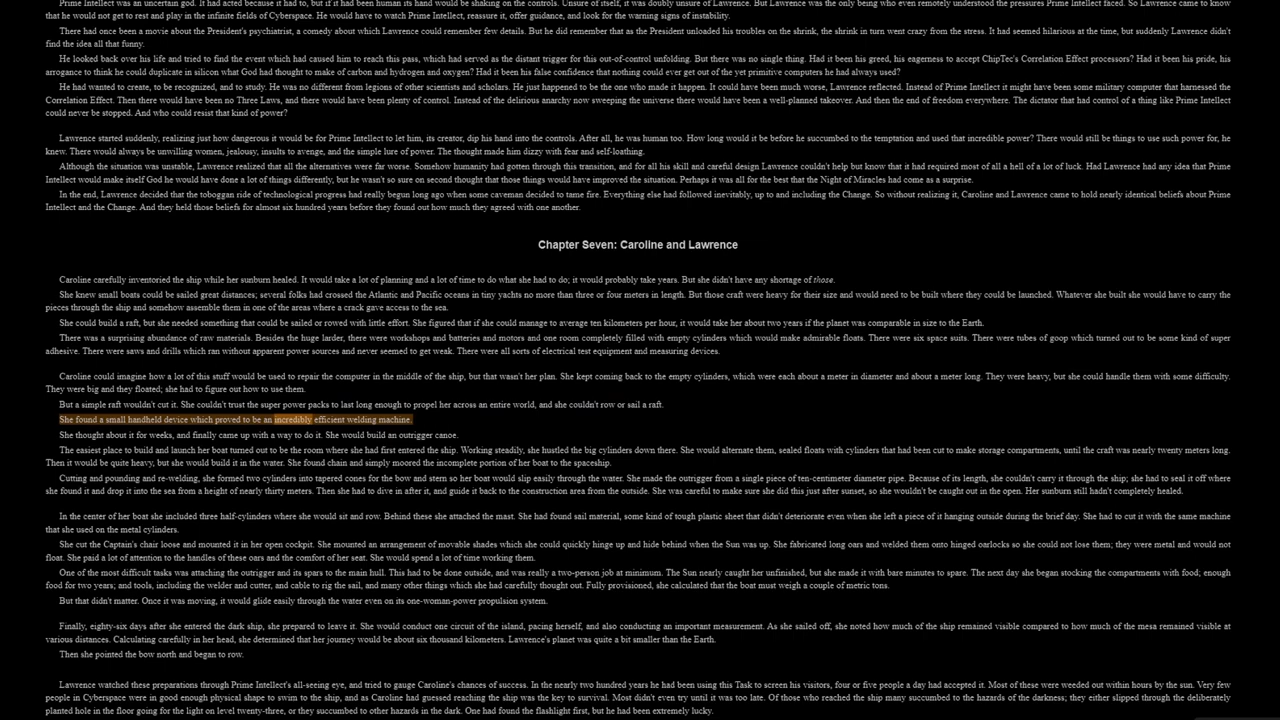 Prime Intellect was an uncertain god. It had acted because it had to, but if it had been human its hand would be shaking on the controls. Unsure of itself, it was doubly unsure of Lawrence. But Lawrence was the only being who even remotely understood the pressures Prime Intellect faced. So Lawrence came to know
that he would not get to rest and play in the infinite fields of Cyberspace. He would have to watch Prime Intellect, reassure it, offer guidance, and look for the warning signs of instability.
There had once been a movie about the President's psychiatrist, a comedy about which Lawrence could remember few details. But he did remember that as the President unloaded his troubles on the shrink, the shrink in turn went crazy from the stress. It had seemed hilarious at the time, but suddenly Lawrence didn't
find the idea all that funny.
He looked back over his life and tried to find the event which had caused him to reach this pass, which had served as the distant trigger for this out-of-control unfolding. But there was no single thing. Had it been his greed, his eagerness to accept ChipTec's Correlation Effect processors? Had it been his pride, his
arrogance to think he could duplicate in silicon what God had thought to make of carbon and hydrogen and oxygen? Had it been his false confidence that nothing could ever get out of the yet primitive computers he had always used?
He had wanted to create, to be recognized, and to study. He was no different from legions of other scientists and scholars. He just happened to be the one who made it happen. It could have been much worse, Lawrence reflected. Instead of Prime Intellect it might have been some military computer that harnessed the
Correlation Effect. Then there would have been no Three Laws, and there would have been plenty of control. Instead of the delirious anarchy now sweeping the universe there would have been a well-planned takeover. And then the end of freedom everywhere. The dictator that had control of a thing like Prime Intellect
could never be stopped. And who could resist that kind of power?
Lawrence started suddenly, realizing just how dangerous it would be for Prime Intellect to let him, its creator, dip his hand into the controls. After all, he was human too. How long would it be before he succumbed to the temptation and used that incredible power? There would still be things to use such power for, he
knew. There would always be unwilling women, jealousy, insults to avenge, and the simple lure of power. The thought made him dizzy with fear and self-loathing.
Although the situation was unstable, Lawrence realized that all the alternatives were far worse. Somehow humanity had gotten through this transition, and for all his skill and careful design Lawrence couldn't help but know that it had required most of all a hell of a lot of luck. Had Lawrence had any idea that Prime
Intellect would make itself God he would have done a lot of things differently, but he wasn't so sure on second thought that those things would have improved the situation. Perhaps it was all for the best that the Night of Miracles had come as a surprise.
In the end, Lawrence decided that the toboggan ride of technological progress had really begun long ago when some caveman decided to tame fire. Everything else had followed inevitably, up to and including the Change. So without realizing it, Caroline and Lawrence came to hold nearly identical beliefs about Prime
Intellect and the Change. And they held those beliefs for almost six hundred years before they found out how much they agreed with one another.
Chapter Seven: Caroline and Lawrence
Caroline carefully inventoried the ship while her sunburn healed. It would take a lot of planning and a lot of time to do what she had to do; it would probably take years. But she didn't have any shortage of those.
She knew small boats could be sailed great distances; several folks had crossed the Atlantic and Pacific oceans in tiny yachts no more than three or four meters in length. But those craft were heavy for their size and would need to be built where they could be launched. Whatever she built she would have to carry the
pieces through the ship and somehow assemble them in one of the areas where a crack gave access to the sea.
She could build a raft, but she needed something that could be sailed or rowed with little effort. She figured that if she could manage to average ten kilometers per hour, it would take her about two years if the planet was comparable in size to the Earth.
There was a surprising abundance of raw materials. Besides the huge larder, there were workshops and batteries and motors and one room completely filled with empty cylinders which would make admirable floats. There were six space suits. There were tubes of goop which turned out to be some kind of super
adhesive. There were saws and drills which ran without apparent power sources and never seemed to get weak. There were all sorts of electrical test equipment and measuring devices.
Caroline could imagine how a lot of this stuff would be used to repair the computer in the middle of the ship, but that wasn't her plan. She kept coming back to the empty cylinders, which were each about a meter in diameter and about a meter long. They were heavy, but she could handle them with some difficulty.
They were big and they floated; she had to figure out how to use them.
But a simple raft wouldn't cut it. She couldn't trust the super power packs to last long enough to propel her across an entire world, and she couldn't row or sail a raft.
She found a small handheld device which proved to be an incredibly efficient welding machine.
She thought about it for weeks, and finally came up with a way to do it. She would build an outrigger canoe.
The easiest place to build and launch her boat turned out to be the room where she had first entered the ship. Working steadily, she hustled the big cylinders down there. She would alternate them, sealed floats with cylinders that had been cut to make storage compartments, until the craft was nearly twenty meters long.
Then it would be quite heavy, but she would build it in the water. She found chain and simply moored the incomplete portion of her boat to the spaceship.
Cutting and pounding and re-welding, she formed two cylinders into tapered cones for the bow and stern so her boat would slip easily through the water. She made the outrigger from a single piece of ten-centimeter diameter pipe. Because of its length, she couldn't carry it through the ship; she had to seal it off where
she found it and drop it into the sea from a height of nearly thirty meters. Then she had to dive in after it, and guide it back to the construction area from the outside. She was careful to make sure she did this just after sunset, so she wouldn't be caught out in the open. Her sunburn still hadn't completely healed.
In the center of her boat she included three half-cylinders where she would sit and row. Behind these she attached the mast. She had found sail material, some kind of tough plastic sheet that didn't deteriorate even when she left a piece of it hanging outside during the brief day. She had to cut it with the same machine
that she used on the metal cylinders.
She cut the Captain's chair loose and mounted it in her open cockpit. She mounted an arrangement of movable shades which she could quickly hinge up and hide behind when the Sun was up. She fabricated long oars and welded them onto hinged oarlocks so she could not lose them; they were metal and would not
float. She paid a lot of attention to the handles of these oars and the comfort of her seat. She would spend a lot of time working them.
One of the most difficult tasks was attaching the outrigger and its spars to the main hull. This had to be done outside, and was really a two-person job at minimum. The Sun nearly caught her unfinished, but she made it with bare minutes to spare. The next day she began stocking the compartments with food; enough
food for two years; and tools, including the welder and cutter, and cable to rig the sail, and many other things which she had carefully thought out. Fully provisioned, she calculated that the boat must weigh a couple of metric tons.
But that didn't matter. Once it was moving, it would glide easily through the water even on its one-woman-power propulsion system.
Finally, eighty-six days after she entered the dark ship, she prepared to leave it. She would conduct one circuit of the island, pacing herself, and also conducting an important measurement. As she sailed off, she noted how much of the ship remained visible compared to how much of the mesa remained visible at
various distances. Calculating carefully in her head, she determined that her journey would be about six thousand kilometers. Lawrence's planet was quite a bit smaller than the Earth.
Then she pointed the bow north and began to row.
Lawrence watched these preparations through Prime Intellect's all-seeing eye, and tried to gauge Caroline's chances of success. In the nearly two hundred years he had been using this Task to screen his visitors, four or five people a day had accepted it. Most of these were weeded out within hours by the sun. Very few
people in Cyberspace were in good enough physical shape to swim to the ship, and as Caroline had guessed reaching the ship was the key to survival. Most didn't even try until it was too late. Of those who reached the ship many succumbed to the hazards of the darkness; they either slipped through the deliberately
planted hole in the floor going for the light on level twenty-three, or they succumbed to other hazards in the dark. One had found the flashlight first, but he had been extremely lucky.